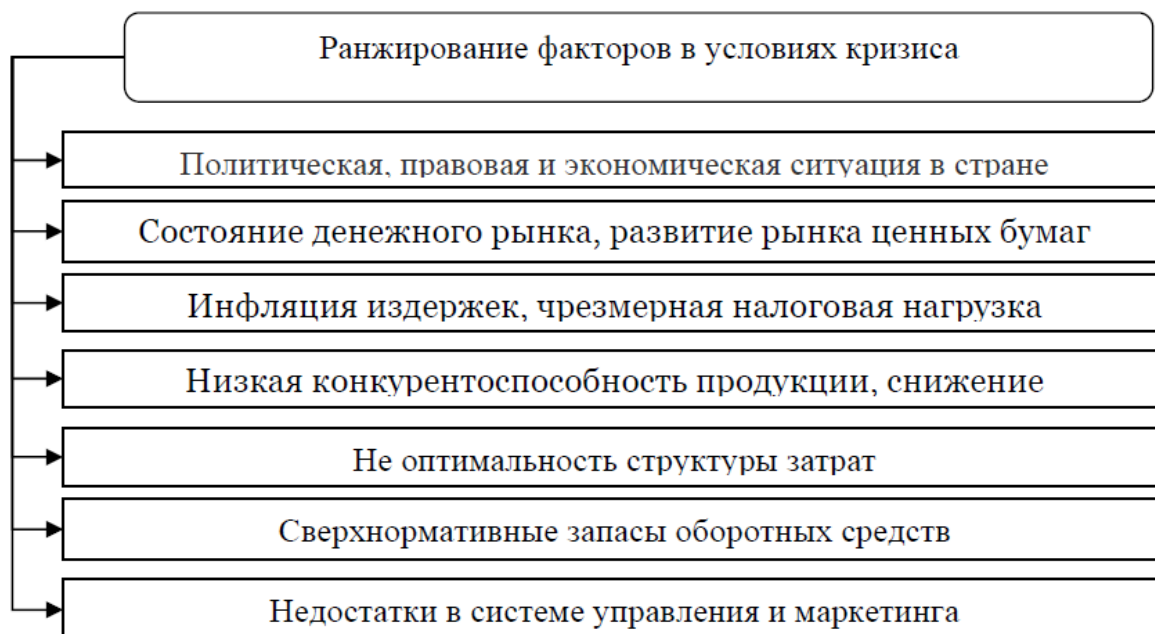 Ранжирование факторов в условиях кризиса
Политическая, правовая и экономическая ситуация в стране
Состояние денежного рынка, развитие рынка ценных бумаг
Инфляция издержек, чрезмерная налоговая нагрузка
Низкая конкурентоспособность продукции, снижение
Не оптимальность структуры затрат
Сверхнормативные запасы оборотных средств
Недостатки в системе управления и маркетинга